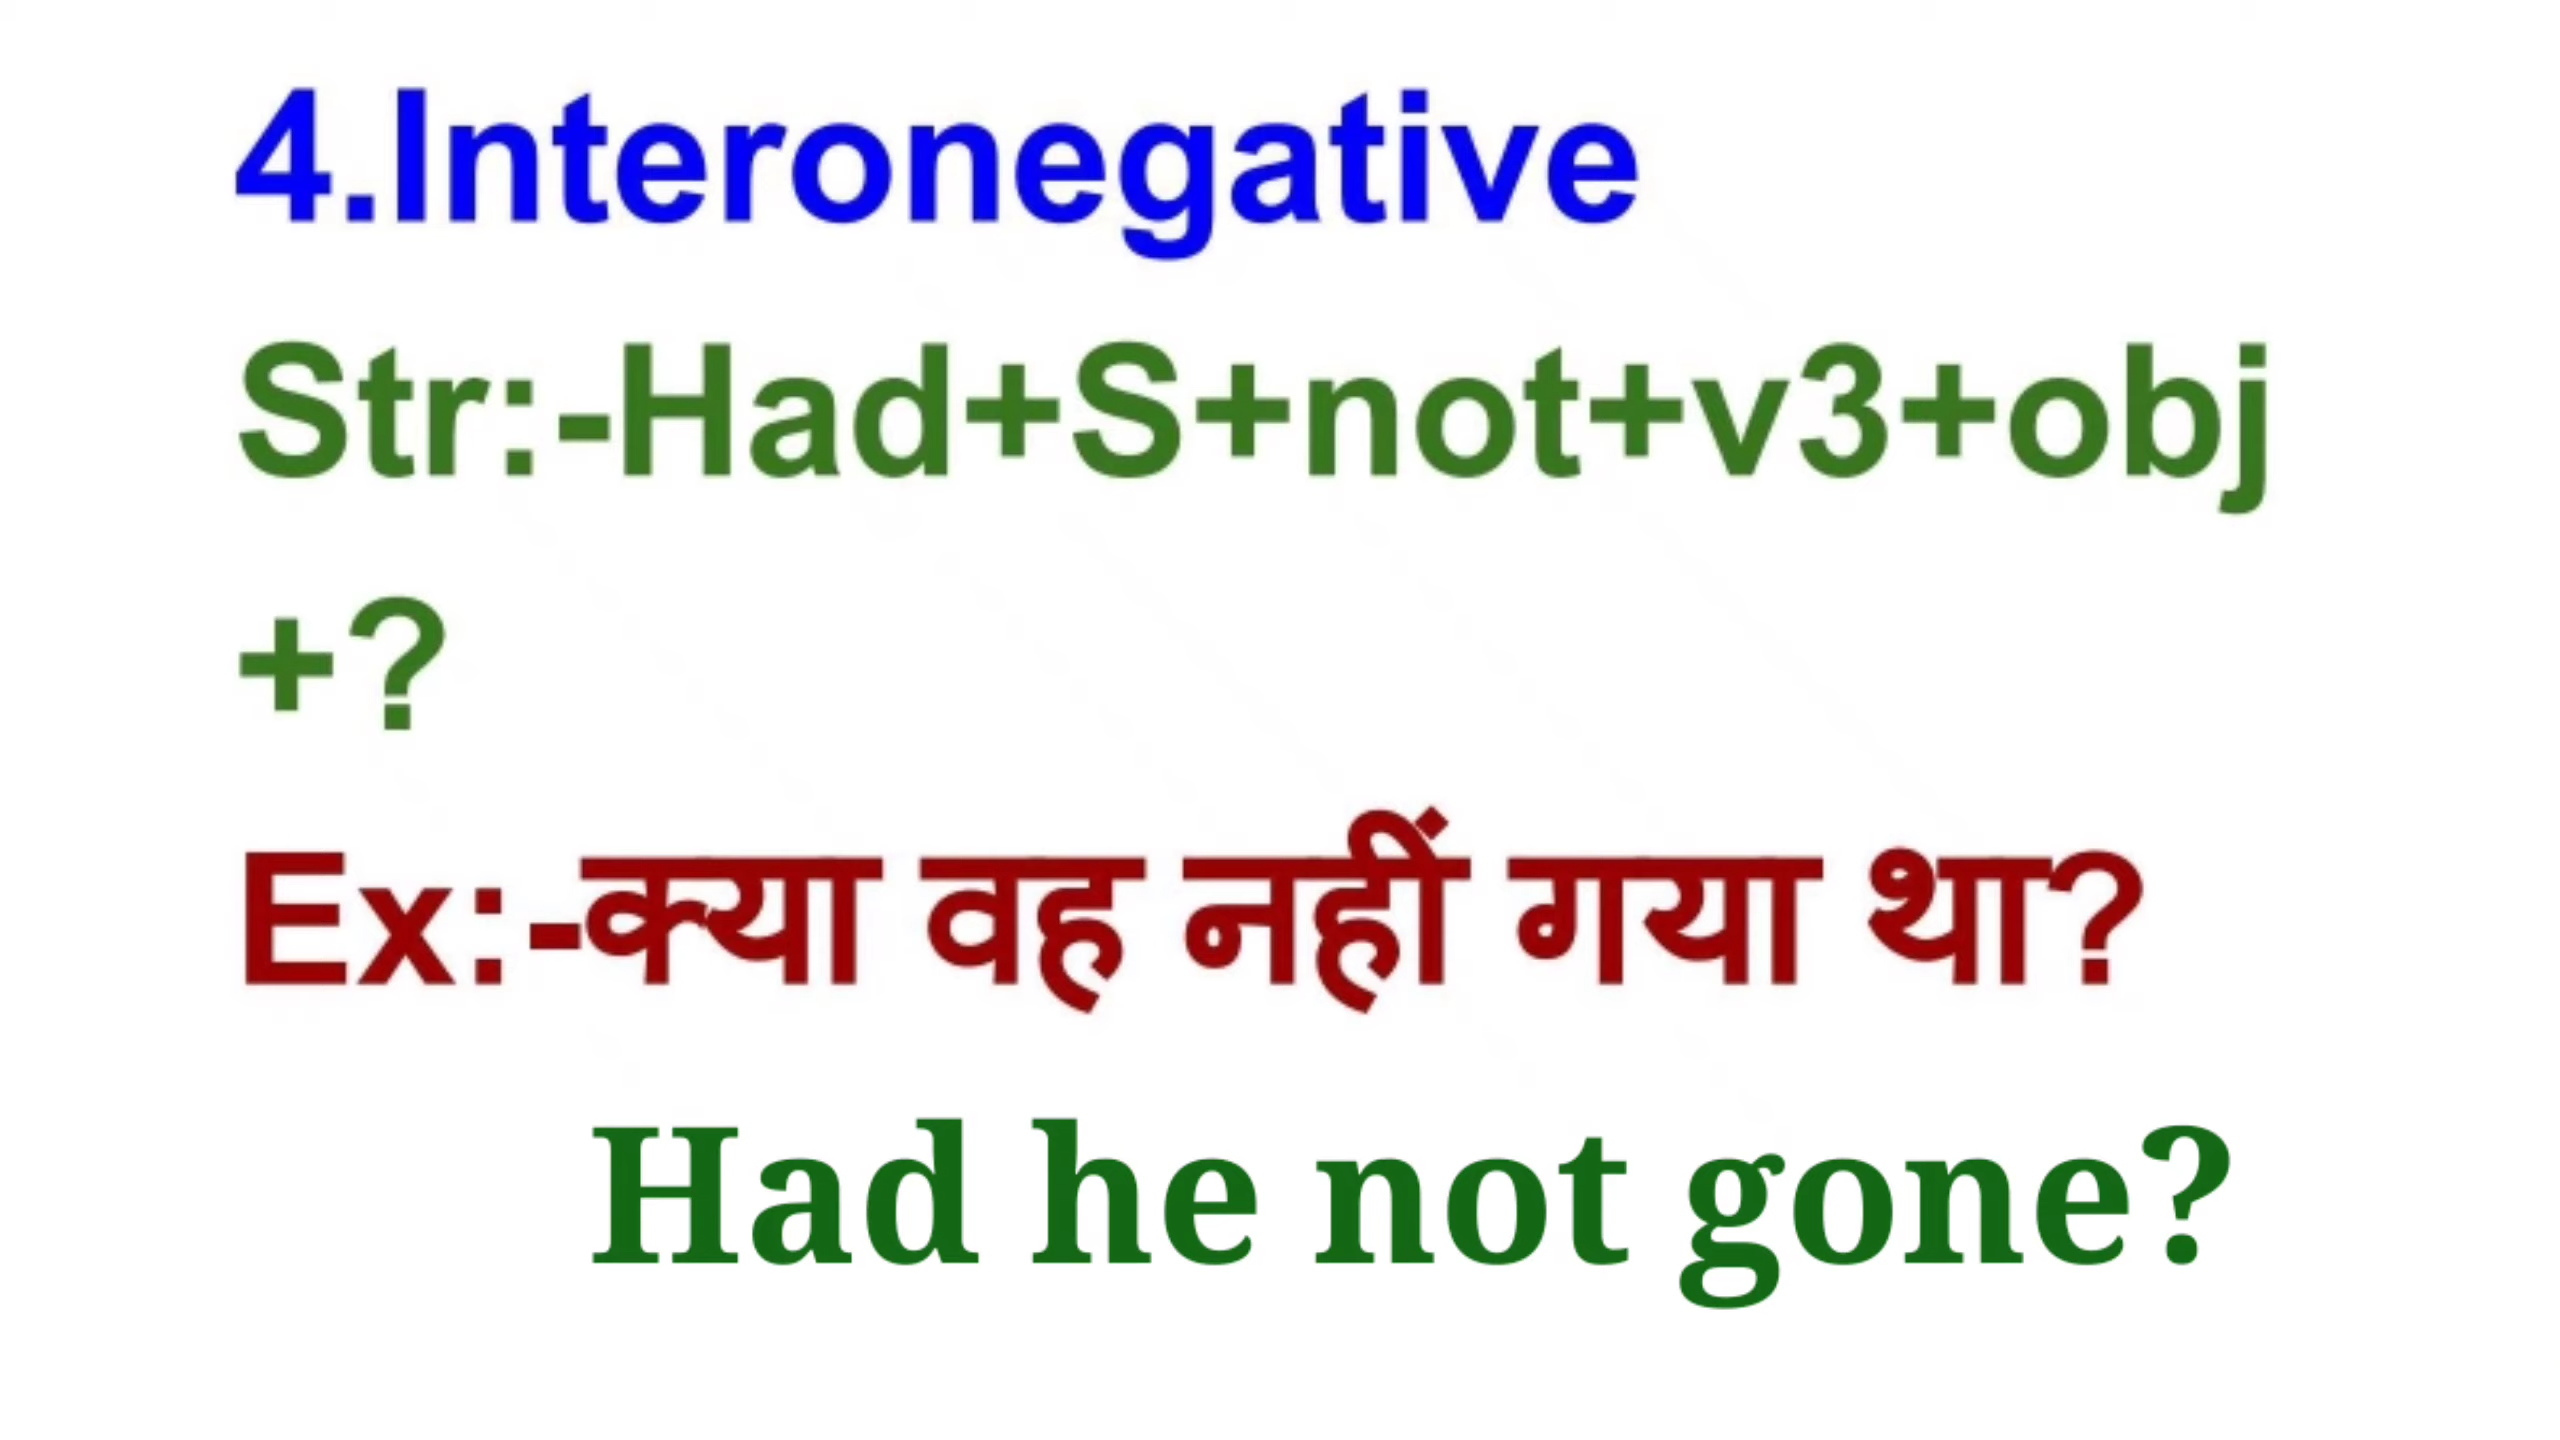 4.Interonegative
Str:-Had+S+not+v3+obj
+?
Ex:-क्या वह नहीं गया था?
Had he not gone?